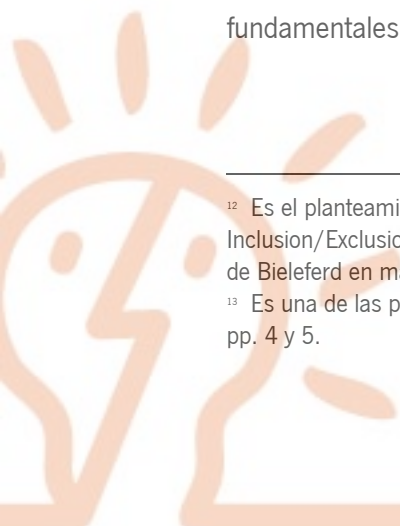 fundamentales
12 Es el planteami
Inclusion/Exclusio
de Bieleferd en ma
13 Es una de las p
pp. 4 y 5.